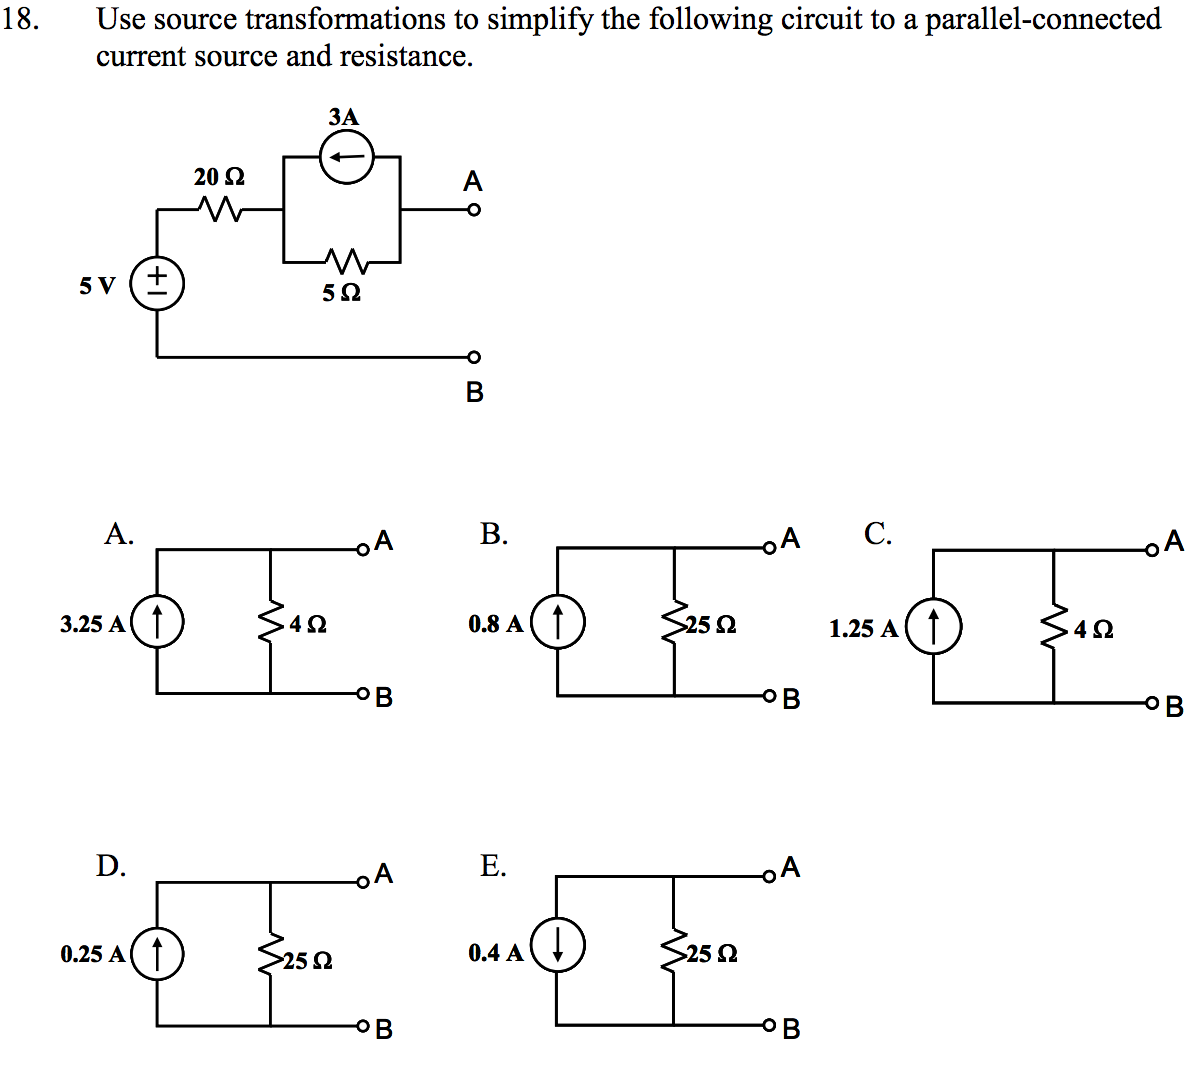 18. Use source transformations to simplify the following circuit to a parallel-connected
current source and resistance.
3A
20 Ω
A
5 V
+
−
5 Ω
B
A.
B.
C.
3.25 A
4 Ω
A
B
0.8 A
25 Ω
A
B
1.25 A
4 Ω
A
B
D.
E.
0.25 A
25 Ω
A
B
0.4 A
25 Ω
A
B